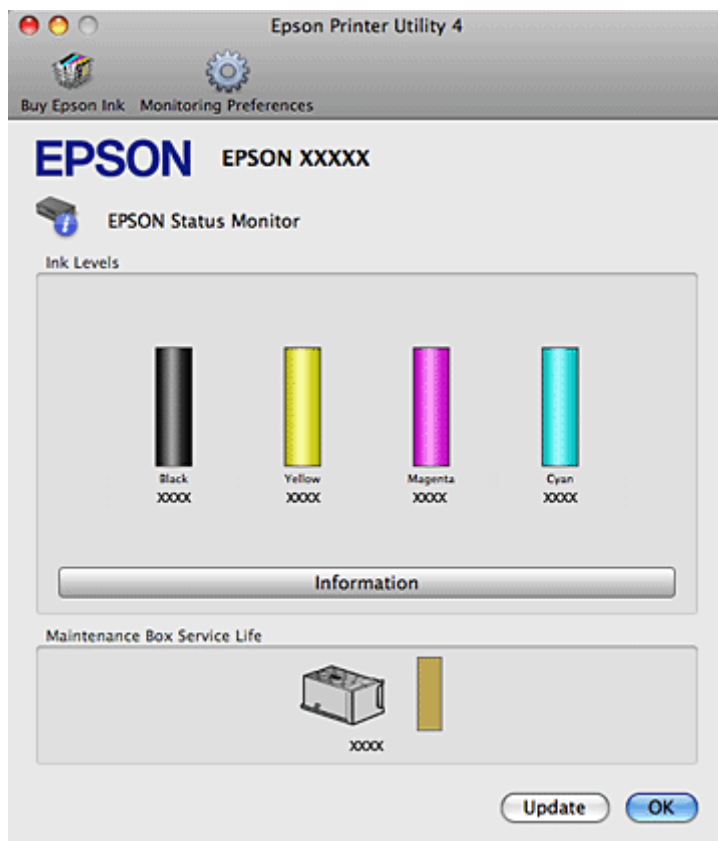 Epson Printer Utility 4
Buy Epson Ink Monitoring Preferences
EPSON EPSON XXXXX
EPSON Status Monitor
Ink Levels
Black Yellow Magenta Cyan
XXXX XXXX XXXX XXXX
Information
Maintenance Box Service Life
XXXX
Update OK